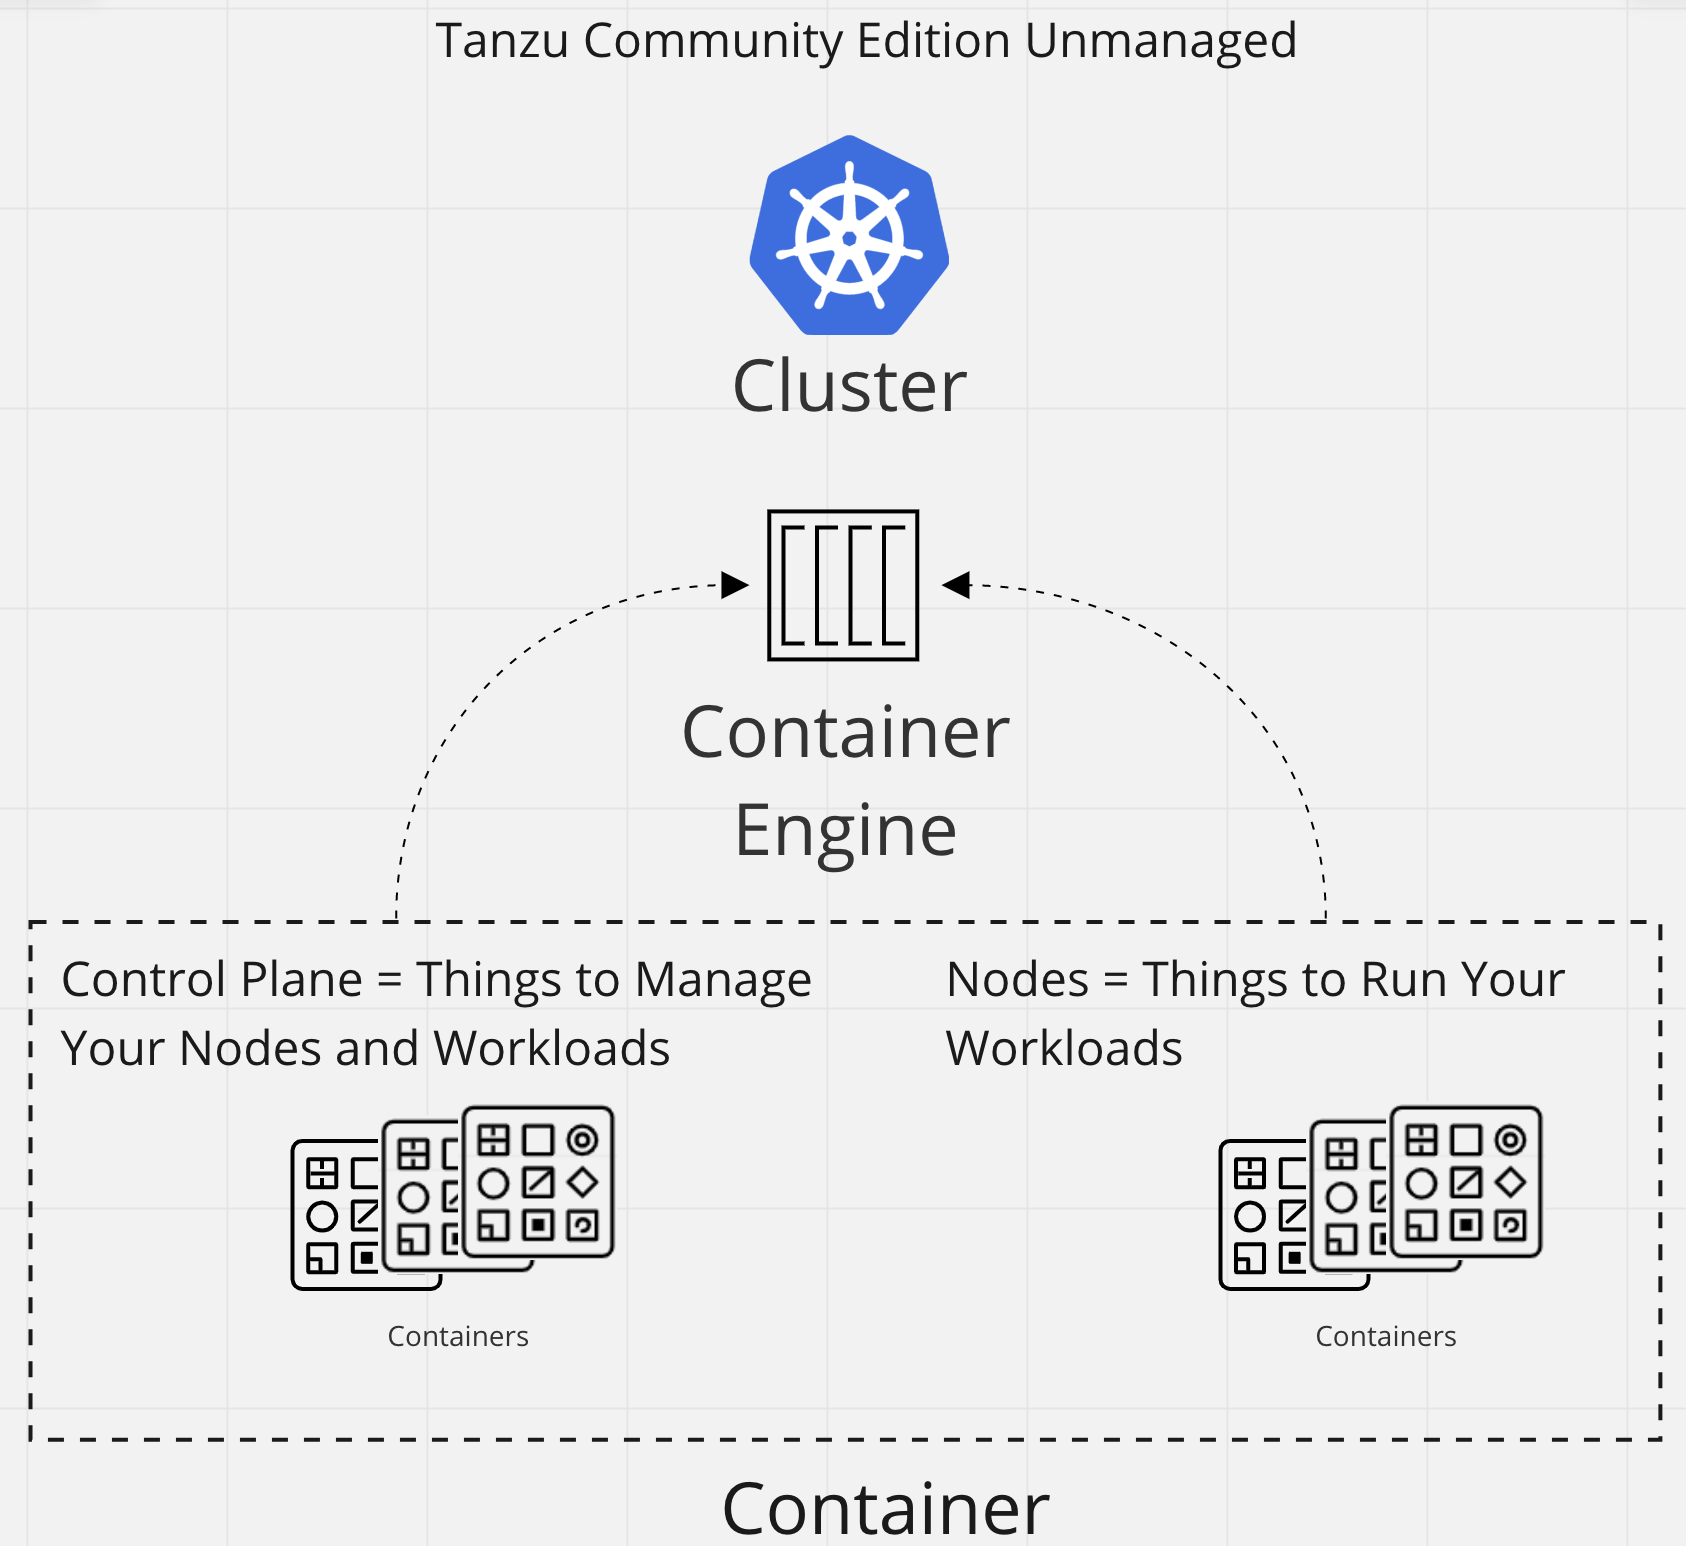 Tanzu Community Edition Unmanaged
Cluster
Container
Engine
Control Plane = Things to Manage
Your Nodes and Workloads
Nodes = Things to Run Your
Workloads
Containers
Containers
Container